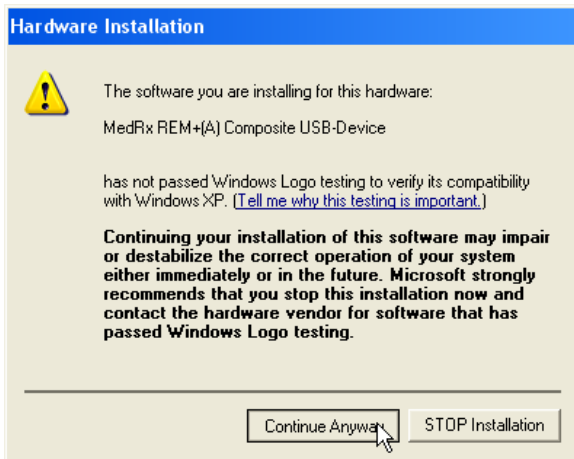 Hardware Installation
The software you are installing for this hardware:
MedRx REM+(A) Composite USB-Device
has not passed Windows Logo testing to verify its compatibility
with Windows XP. (Tell me why this testing is important.)
Continuing your installation of this software may impair
or destabilize the correct operation of your system
either immediately or in the future. Microsoft strongly
recommends that you stop this installation now and
contact the hardware vendor for software that has
passed Windows Logo testing.
Continue Anyway STOP Installation